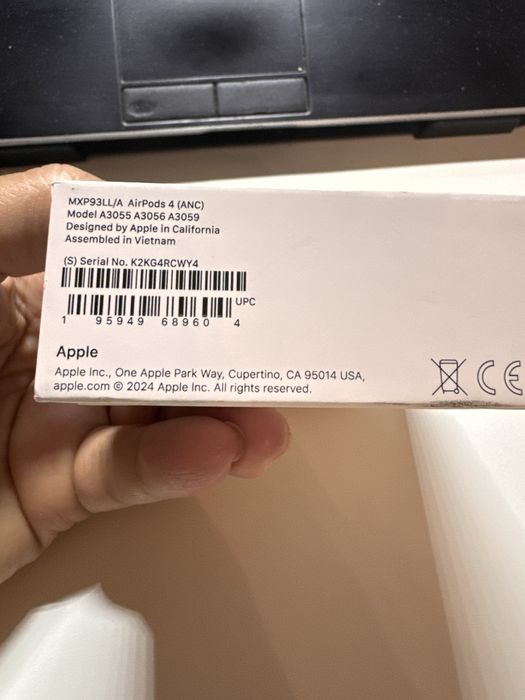 MXP93LL/A AirPods 4 (ANC)
Model A3055 A3056 A3059
Designed by Apple in California
Assembled in Vietnam
(S) Serial No. K2KG4RCWY4
UPC
1 95949 68960 4
Apple
Apple Inc., One Apple Park Way, Cupertino, CA 95014 USA,
apple.com © 2024 Apple Inc. All rights reserved.
CE